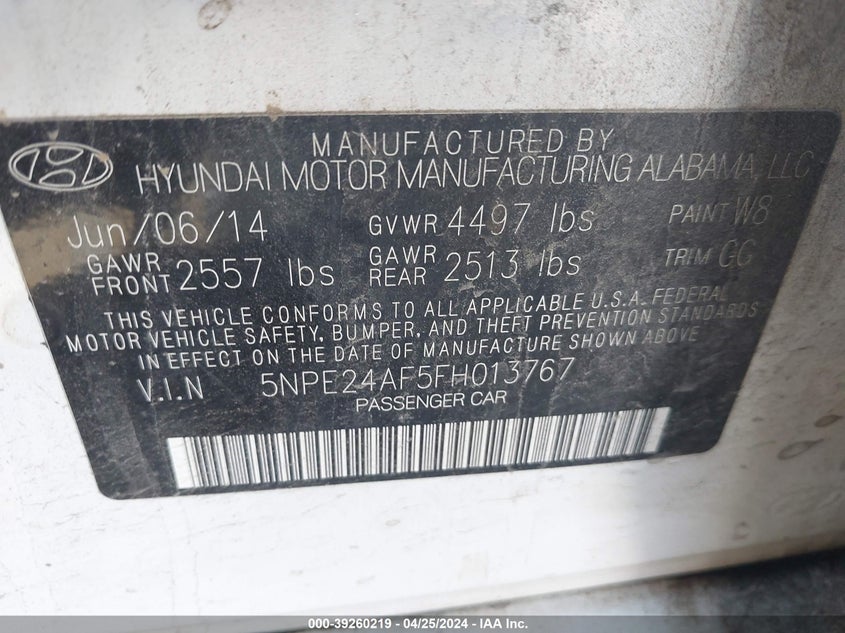 MANUFACTURED BY
HYUNDAI MOTOR MANUFACTURING ALABAMA, LLC
Jun/06/14 GVWR 4497 lbs PAINT W8
GAWR FRONT 2557 lbs GAWR REAR 2513 lbs TRIM GG
THIS VEHICLE CONFORMS TO ALL APPLICABLE U.S.A. FEDERAL
MOTOR VEHICLE SAFETY, BUMPER, AND THEFT PREVENTION STANDARDS
IN EFFECT ON THE DATE OF MANUFACTURE SHOWN ABOVE
V.I.N 5NPE24AF5FH013767
PASSENGER CAR
000-39260219 - 04/25/2024 - IAA Inc.